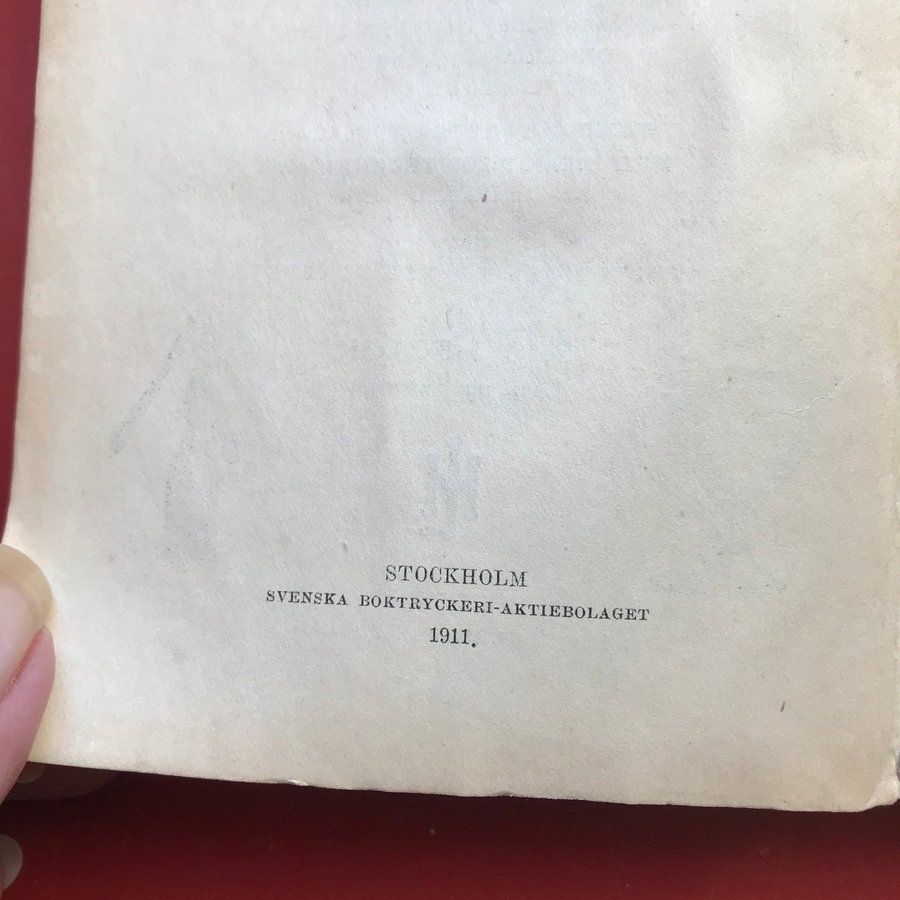 STOCKHOLM
SVENSKA BOKTRYCKERI-AKTIEBOLAGET
1911.